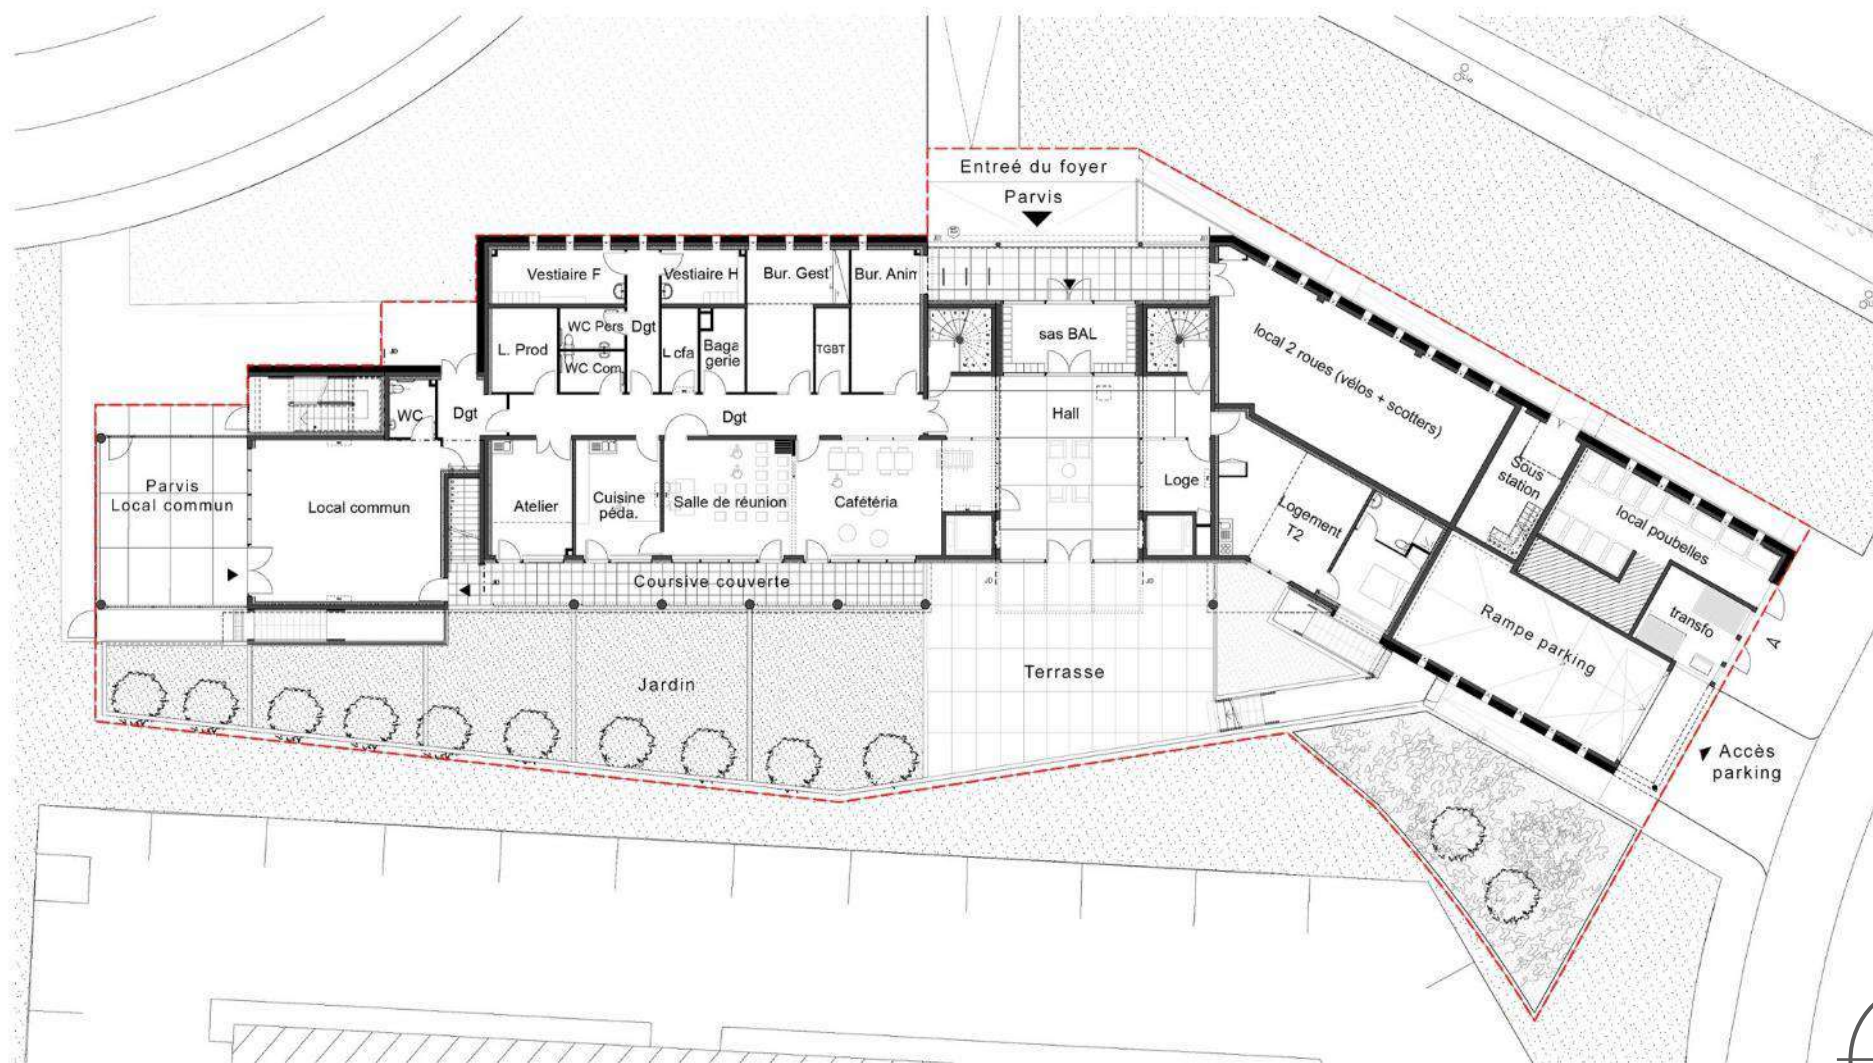 Entreé du foyer
Parvis
Vestiaire F
Vestiaire H
Bur. Gest
Bur. Anim
L. Prod
WC Pers
Dgt
WC Com
L cfa
Baga
gerie
TGBT
sas BAL
local 2 roues (vélos + scotters)
WC
Dgt
Dgt
Hall
Parvis
Local commun
Local commun
Atelier
Cuisine
péda.
Salle de réunion
Cafétéria
Loge
Logement
T2
Sous
station
local poubelles
Coursive couverte
Rampe parking
transfo
A
Jardin
Terrasse
Accès
parking